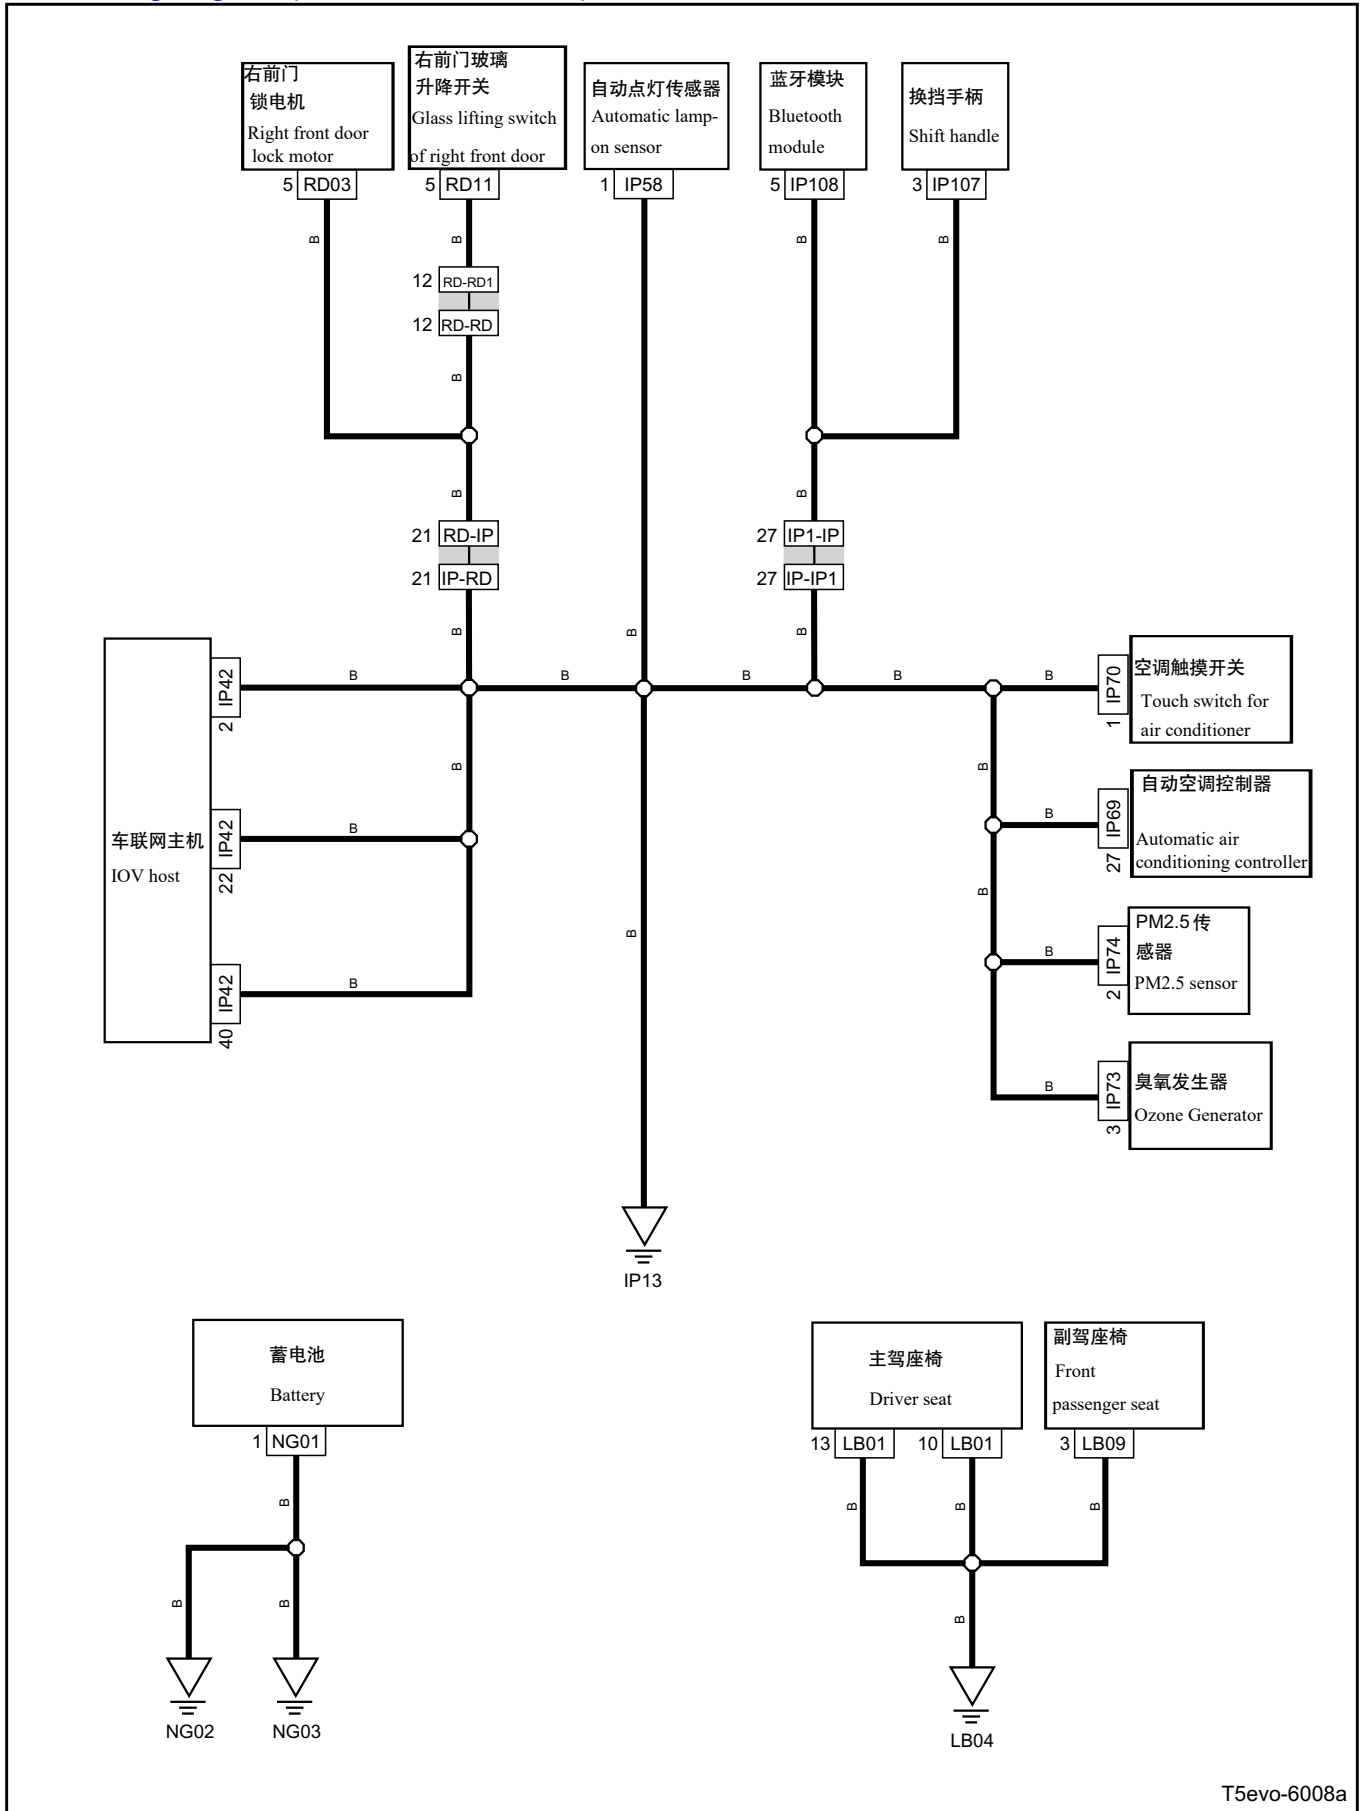 右前门
锁电机
Right front door
lock motor
右前门玻璃
升降开关
Glass lifting switch
of right front door
自动点灯传感器
Automatic lamp-
on sensor
蓝牙模块
Bluetooth
module
换挡手柄
Shift handle
5 RD03
5 RD11
1 IP58
5 IP108
3 IP107
B
B
B
B
12 RD-RD1
12 RD-RD
B
B
B
21 RD-IP
27 IP1-IP
21 IP-RD
27 IP-IP1
B
B
B
车联网主机
IOV host
IP42
2
B
B
B
B
B
IP70
1
空调触摸开关
Touch switch for
air conditioner
B
B
IP42
22
B
B
IP69
27
自动空调控制器
Automatic air
conditioning controller
B
B
B
IP74
2
PM2.5传
感器
PM2.5 sensor
IP42
40
B
B
IP73
3
臭氧发生器
Ozone Generator
IP13
蓄电池
Battery
1 NG01
B
B
B
NG02
NG03
主驾座椅
Driver seat
副驾座椅
Front
passenger seat
13 LB01
10 LB01
3 LB09
B
B
B
B
LB04
T5evo-6008a